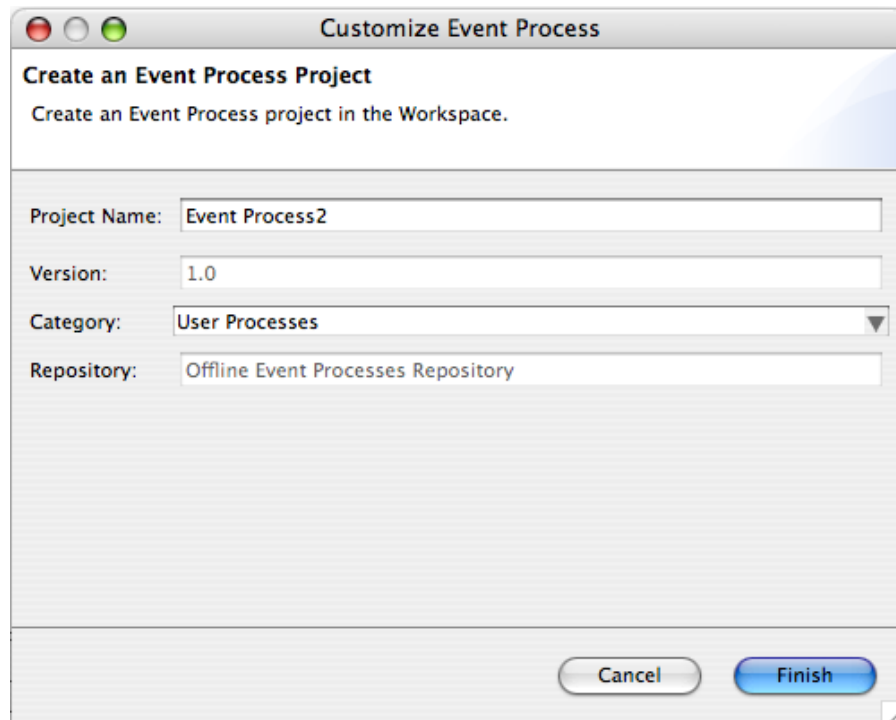 Customize Event Process
Create an Event Process Project
Create an Event Process project in the Workspace.
Project Name: Event Process2
Version: 1.0
Category: User Processes
Repository: Offline Event Processes Repository
Cancel Finish